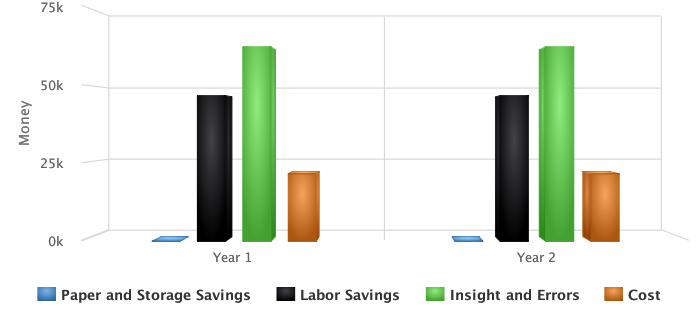 75k
50k
25k
0k
Money
Year 1
Year 2
Paper and Storage Savings
Labor Savings
Insight and Errors
Cost